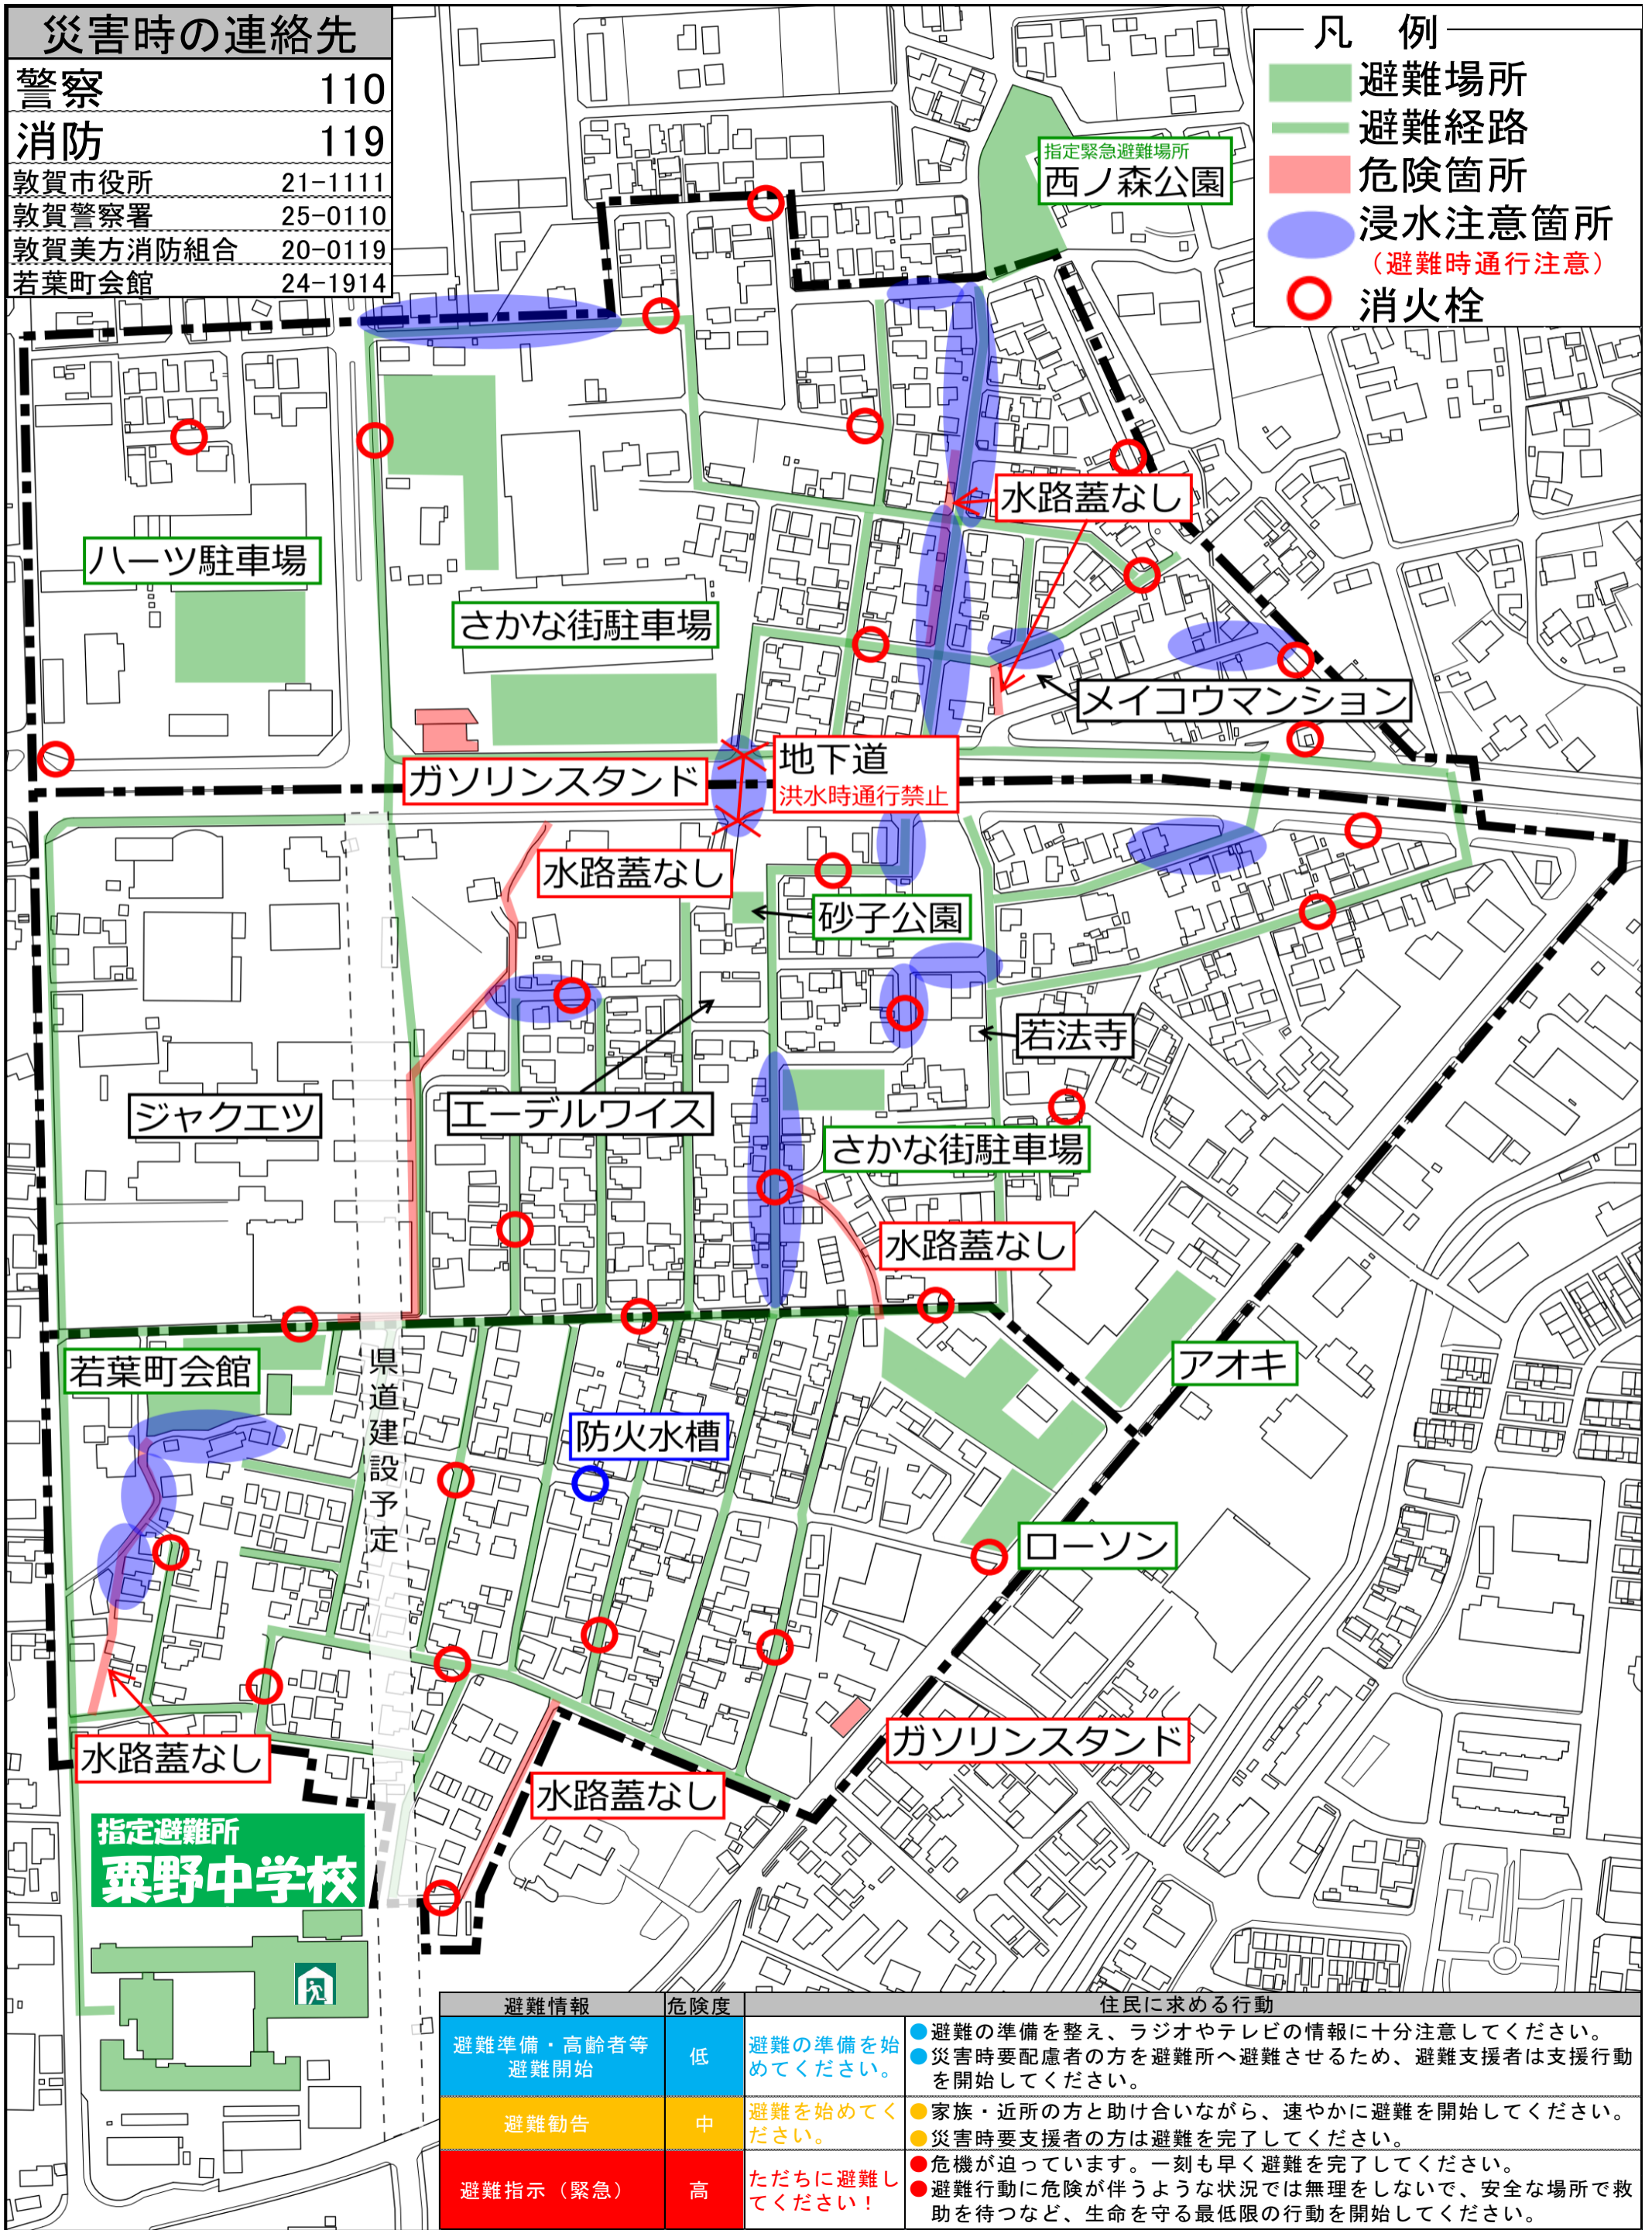 災害時の連絡先
警察 110
消防 119
敦賀市役所 21-1111
敦賀警察署 25-0110
敦賀美方消防組合 20-0119
若葉町会館 24-1914
凡 例
避難場所
避難経路
危険箇所
浸水注意箇所
（避難時通行注意）
消火栓
指定緊急避難場所
西ノ森公園
水路蓋なし
ハーツ駐車場
さかな街駐車場
メイコウマンション
ガソリンスタンド
地下道
洪水時通行禁止
水路蓋なし
砂子公園
若法寺
ジャクエツ
エーデルワイス
さかな街駐車場
水路蓋なし
若葉町会館
県道建設予定
アオキ
防火水槽
ローソン
水路蓋なし
ガソリンスタンド
水路蓋なし
指定避難所
粟野中学校
避難情報 危険度 住民に求める行動
避難準備・高齢者等
避難開始
低
避難の準備を始
めてください。
●避難の準備を整え、ラジオやテレビの情報に十分注意してください。
●災害時要配慮者の方を避難所へ避難させるため、避難支援者は支援行動
を開始してください。
避難勧告
中
避難を始めてく
ださい。
●家族・近所の方と助け合いながら、速やかに避難を開始してください。
●災害時要支援者の方は避難を完了してください。
避難指示（緊急）
高
ただちに避難し
てください！
●危機が迫っています。一刻も早く避難を完了してください。
●避難行動に危険が伴うような状況では無理をしないで、安全な場所で救
助を待つなど、生命を守る最低限の行動を開始してください。